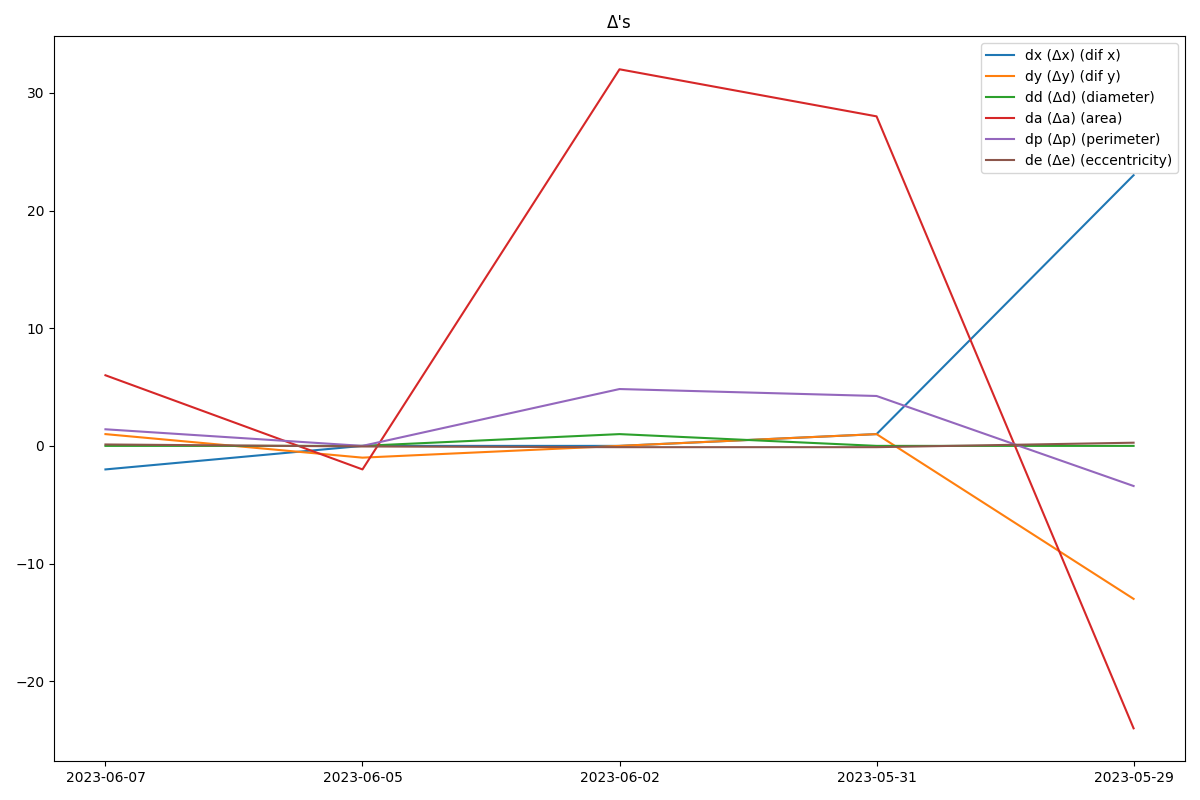 Δ's
dx (Δx) (dif x)
dy (Δy) (dif y)
dd (Δd) (diameter)
da (Δa) (area)
dp (Δp) (perimeter)
de (Δe) (eccentricity)
30
20
10
0
−10
−20
2023-06-07 2023-06-05 2023-06-02 2023-05-31 2023-05-29